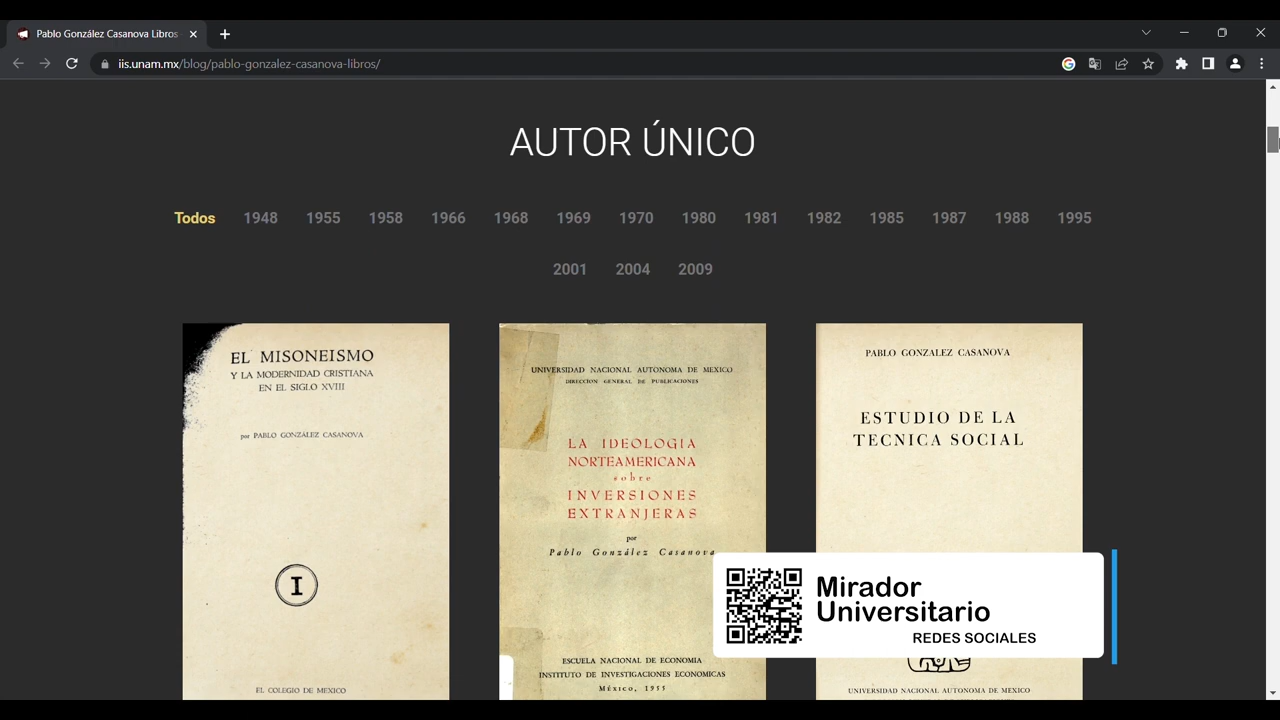 Pablo González Casanova Libros
iis.unam.mx/blog/pablo-gonzalez-casanova-libros/
AUTOR ÚNICO
Todos 1948 1955 1958 1966 1968 1969 1970 1980 1981 1982 1985 1987 1988 1995
2001 2004 2009
EL MISONEISMO
Y LA MODERNIDAD CRISTIANA
EN EL SIGLO XVIII
por PABLO GONZÁLEZ CASANOVA
I
EL COLEGIO DE MEXICO
UNIVERSIDAD NACIONAL AUTONOMA DE MEXICO
DIRECCION GENERAL DE PUBLICACIONES
LA IDEOLOGIA
NORTEAMERICANA
sobre
INVERSIONES
EXTRANJERAS
por
Pablo González Casanova
ESCUELA NACIONAL DE ECONOMIA
INSTITUTO DE INVESTIGACIONES ECONOMICAS
México, 1955
PABLO GONZALEZ CASANOVA
ESTUDIO DE LA
TECNICA SOCIAL
UNIVERSIDAD NACIONAL AUTONOMA DE MEXICO
Mirador
Universitario
REDES SOCIALES